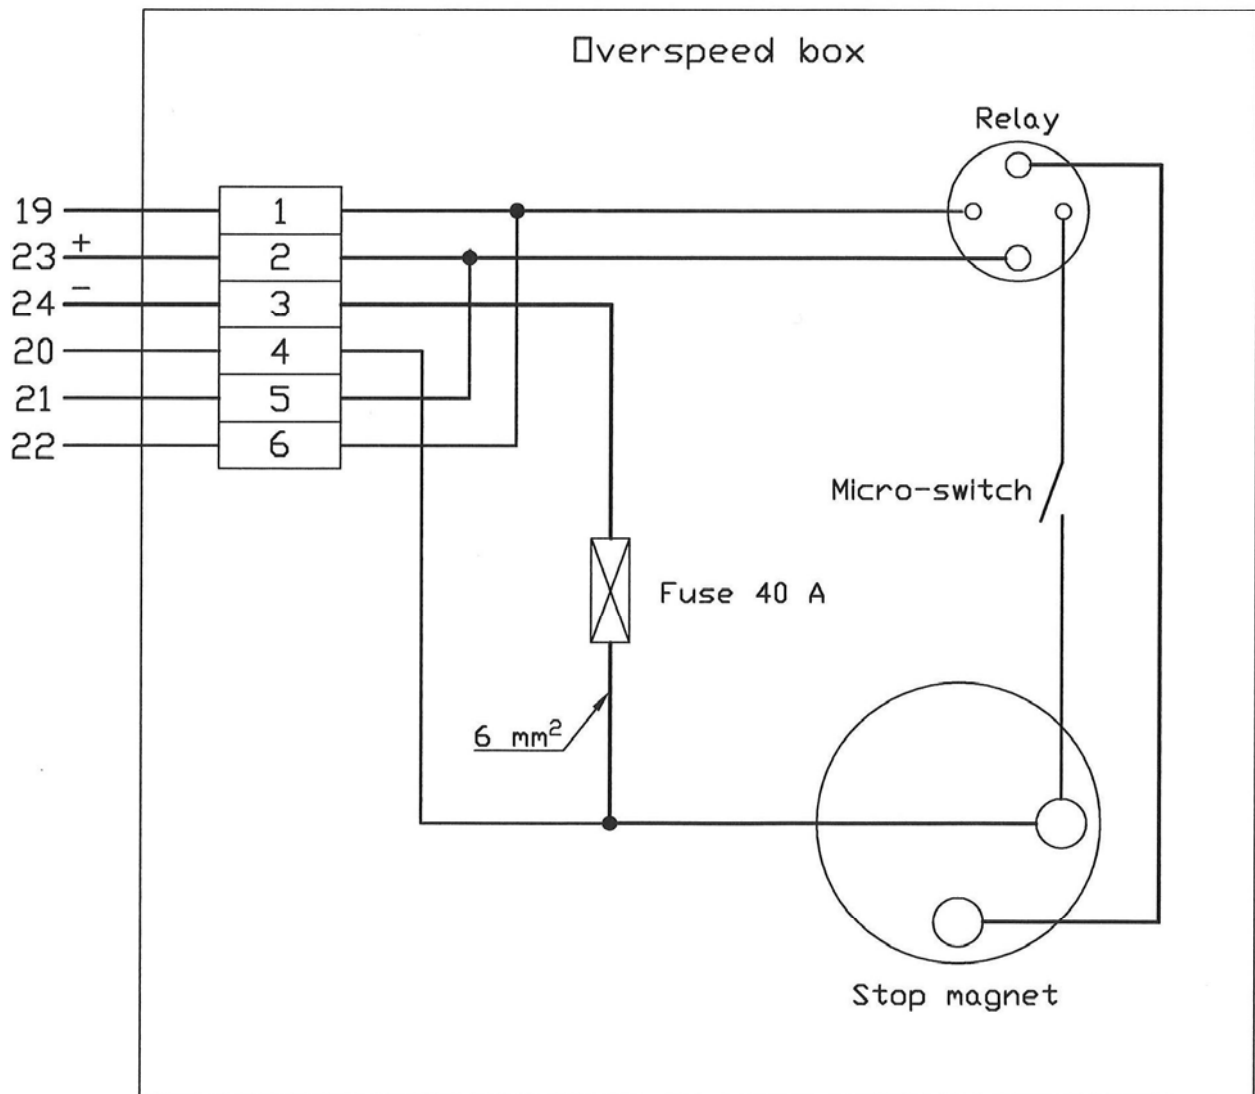 Overspeed box
Relay
19 1
23 + 2
24 - 3
20 4
21 5
22 6
Micro-switch
Fuse 40 A
6 mm²
Stop magnet